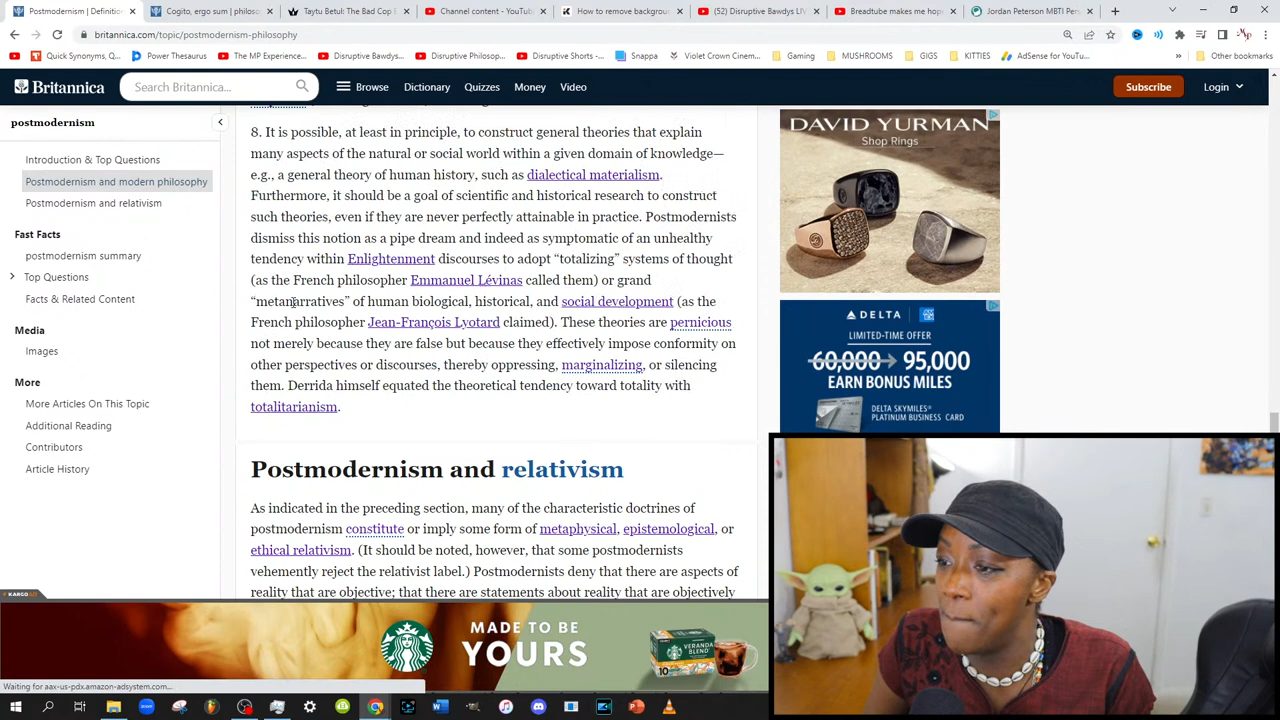 Postmodernism | Definitio
Cogito, ergo sum | philoso
Taytu Betul: The Bad Cop |
Channel content - YouTube
How to remove background
(52) Disruptive Bawdys LIV
Breadtube makes me hope
Jordan Peterson MBTI Pers
britannica.com/topic/postmodernism-philosophy
Quick Synonyms, Q...
Power Thesaurus
The MP Experience...
Disruptive Bawdys...
Disruptive Philosop...
Disruptive Shorts -...
Snappa
Violet Crown Cinem...
Gaming
MUSHROOMS
GIGS
KITTIES
AdSense for YouTu...
Other bookmarks
Britannica
Search Britannica...
Browse
Dictionary
Quizzes
Money
Video
Subscribe
Login
postmodernism
Introduction & Top Questions
Postmodernism and modern philosophy
Postmodernism and relativism
Fast Facts
postmodernism summary
Top Questions
Facts & Related Content
Media
Images
More
More Articles On This Topic
Additional Reading
Contributors
Article History
8. It is possible, at least in principle, to construct general theories that explain
many aspects of the natural or social world within a given domain of knowledge—
e.g., a general theory of human history, such as dialectical materialism.
Furthermore, it should be a goal of scientific and historical research to construct
such theories, even if they are never perfectly attainable in practice. Postmodernists
dismiss this notion as a pipe dream and indeed as symptomatic of an unhealthy
tendency within Enlightenment discourses to adopt “totalizing” systems of thought
(as the French philosopher Emmanuel Lévinas called them) or grand
“metanarratives” of human biological, historical, and social development (as the
French philosopher Jean-François Lyotard claimed). These theories are pernicious
not merely because they are false but because they effectively impose conformity on
other perspectives or discourses, thereby oppressing, marginalizing, or silencing
them. Derrida himself equated the theoretical tendency toward totality with
totalitarianism.
Postmodernism and relativism
As indicated in the preceding section, many of the characteristic doctrines of
postmodernism constitute or imply some form of metaphysical, epistemological, or
ethical relativism. (It should be noted, however, that some postmodernists
vehemently reject the relativist label.) Postmodernists deny that there are aspects of
reality that are objective; that there are statements about reality that are objectively
DAVID YURMAN
Shop Rings
DELTA
LIMITED-TIME OFFER
60,000 95,000
EARN BONUS MILES
DELTA SKYMILES®
PLATINUM BUSINESS CARD
KARGO AD
MADE TO BE
YOURS
VERANDA
BLEND
10
Waiting for aax-us-pdx.amazon-adsystem.com...